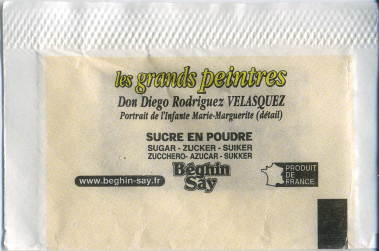 les grands peintres
Don Diego Rodriguez VELASQUEZ
Portrait de l'Infante Marie-Marguerite (détail)
SUCRE EN POUDRE
SUGAR - ZUCKER - SUIKER
ZUCCHERO - AZUCAR - SUKKER
Béghin
Say
www.beghin-say.fr
PRODUIT
DE
FRANCE